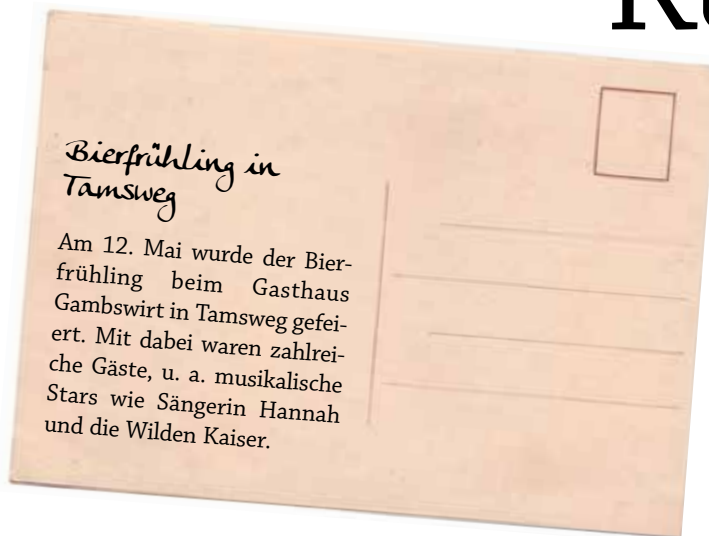 Bierfrühling in
Tamsweg
Am 12. Mai wurde der Bier-
frühling beim Gasthaus
Gambswirt in Tamsweg gefei-
ert. Mit dabei waren zahlrei-
che Gäste, u. a. musikalische
Stars wie Sängerin Hannah
und die Wilden Kaiser.